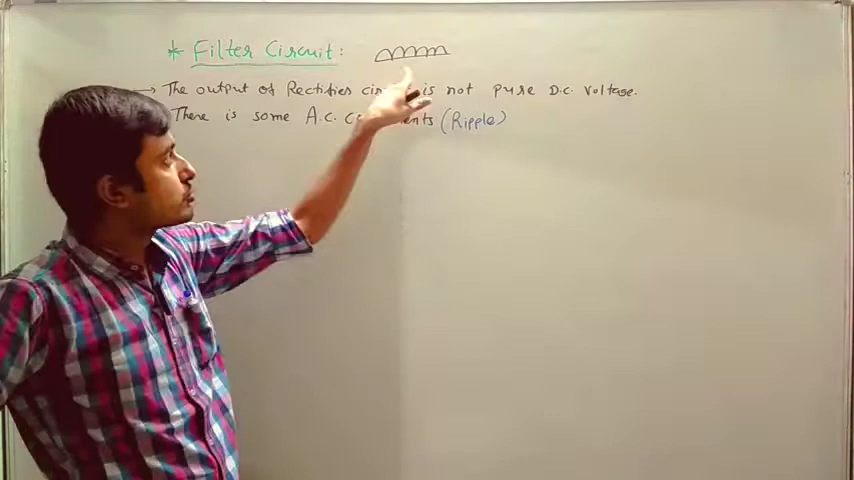 * Filter Circuit:
→ The output of Rectifier is not pure D.C. voltage.
There is some A.C. (Ripple)